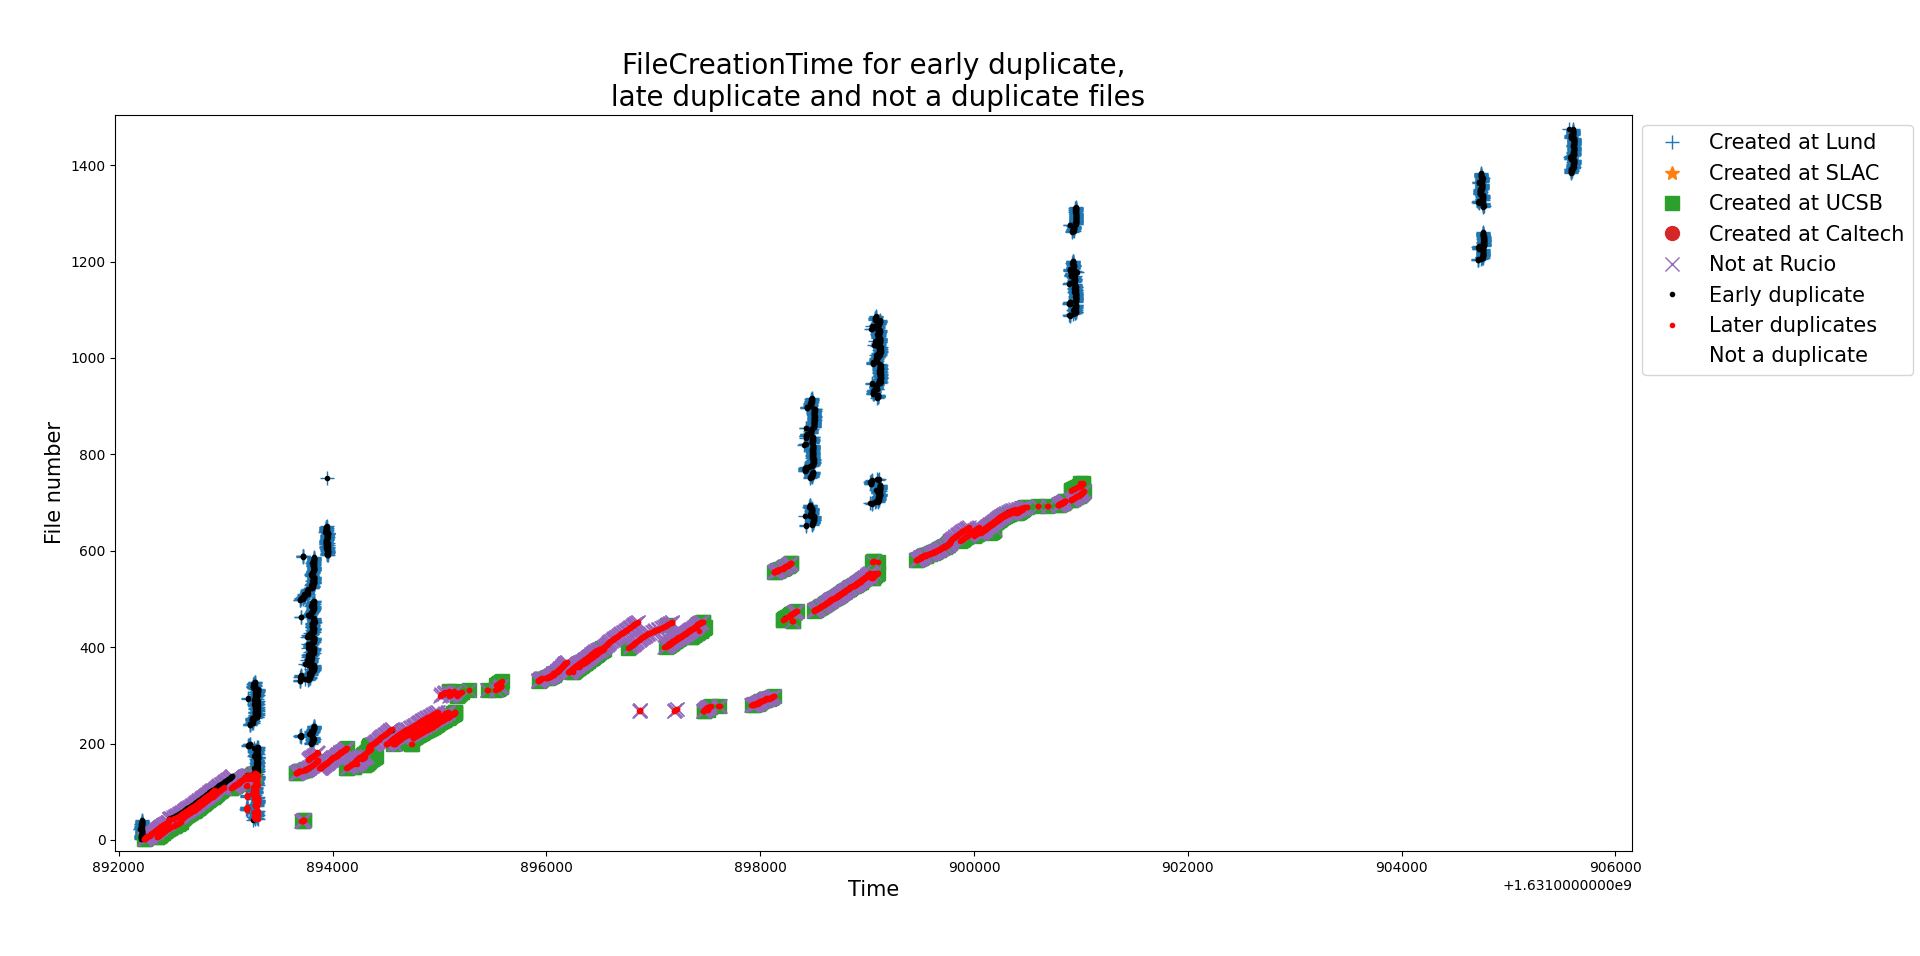 FileCreationTime for early duplicate,
late duplicate and not a duplicate files
File number
1400
1200
1000
800
600
400
200
0
892000 894000 896000 898000 900000 902000 904000 906000
+1.6310000000e9
Time
Created at Lund
Created at SLAC
Created at UCSB
Created at Caltech
Not at Rucio
Early duplicate
Later duplicates
Not a duplicate